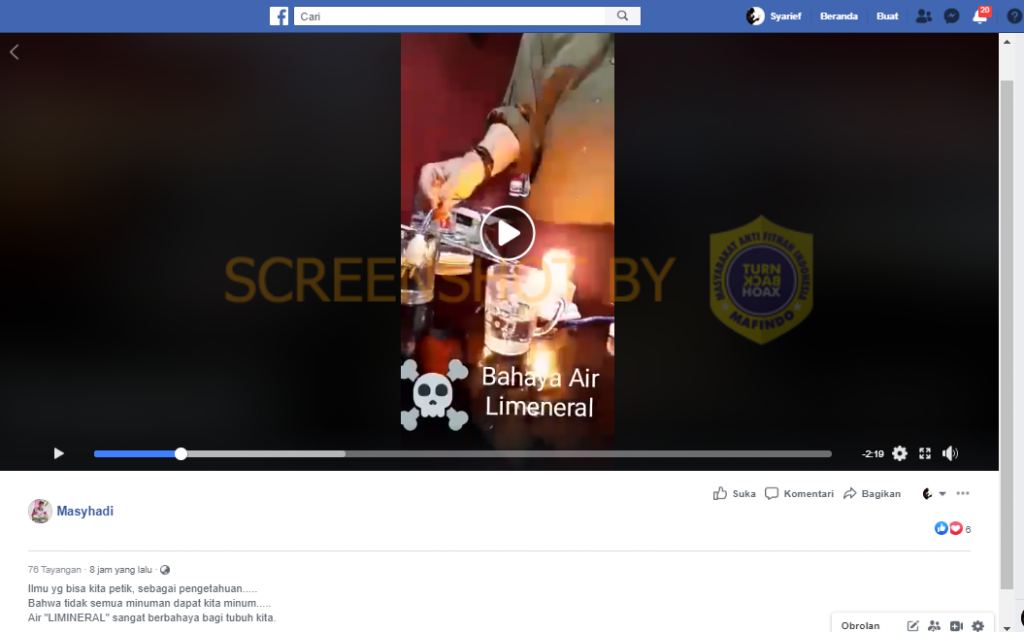 Cari
Syarief
Beranda
Buat
20
SCREENSHOT BY
MASYARAKAT ANTI FITNAH INDONESIA
TURN
BACK
HOAX
MAFINDO
Bahaya Air
Limeneral
-2:19
Suka
Komentari
Bagikan
Masyhadi
6
76 Tayangan · 8 jam yang lalu ·
Ilmu yg bisa kita petik, sebagai pengetahuan.....
Bahwa tidak semua minuman dapat kita minum.....
Air "LIMINERAL" sangat berbahaya bagi tubuh kita.
Obrolan